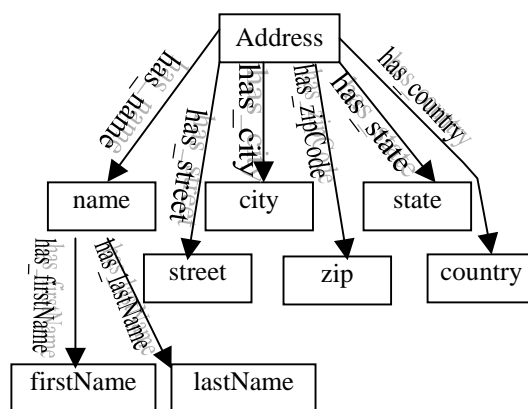 Address
has_name
has_street
has_city
has_zipCode
has_state
has_country
name
city
state
street
zip
country
has_firstName
has_lastName
firstName
lastName